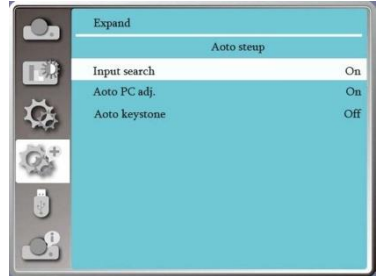 Expand
Aoto steup
Input search On
Aoto PC adj. On
Aoto keystone Off